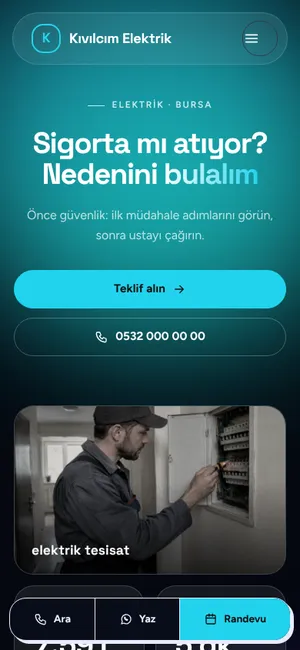 K Kıvılcım Elektrik
ELEKTRİK · BURSA
Sigorta mı atıyor?
Nedenini bulalım
Önce güvenlik: ilk müdahale adımlarını görün,
sonra ustayı çağırın.
Teklif alın →
0532 000 00 00
elektrik tesisat
Ara
Yaz
Randevu